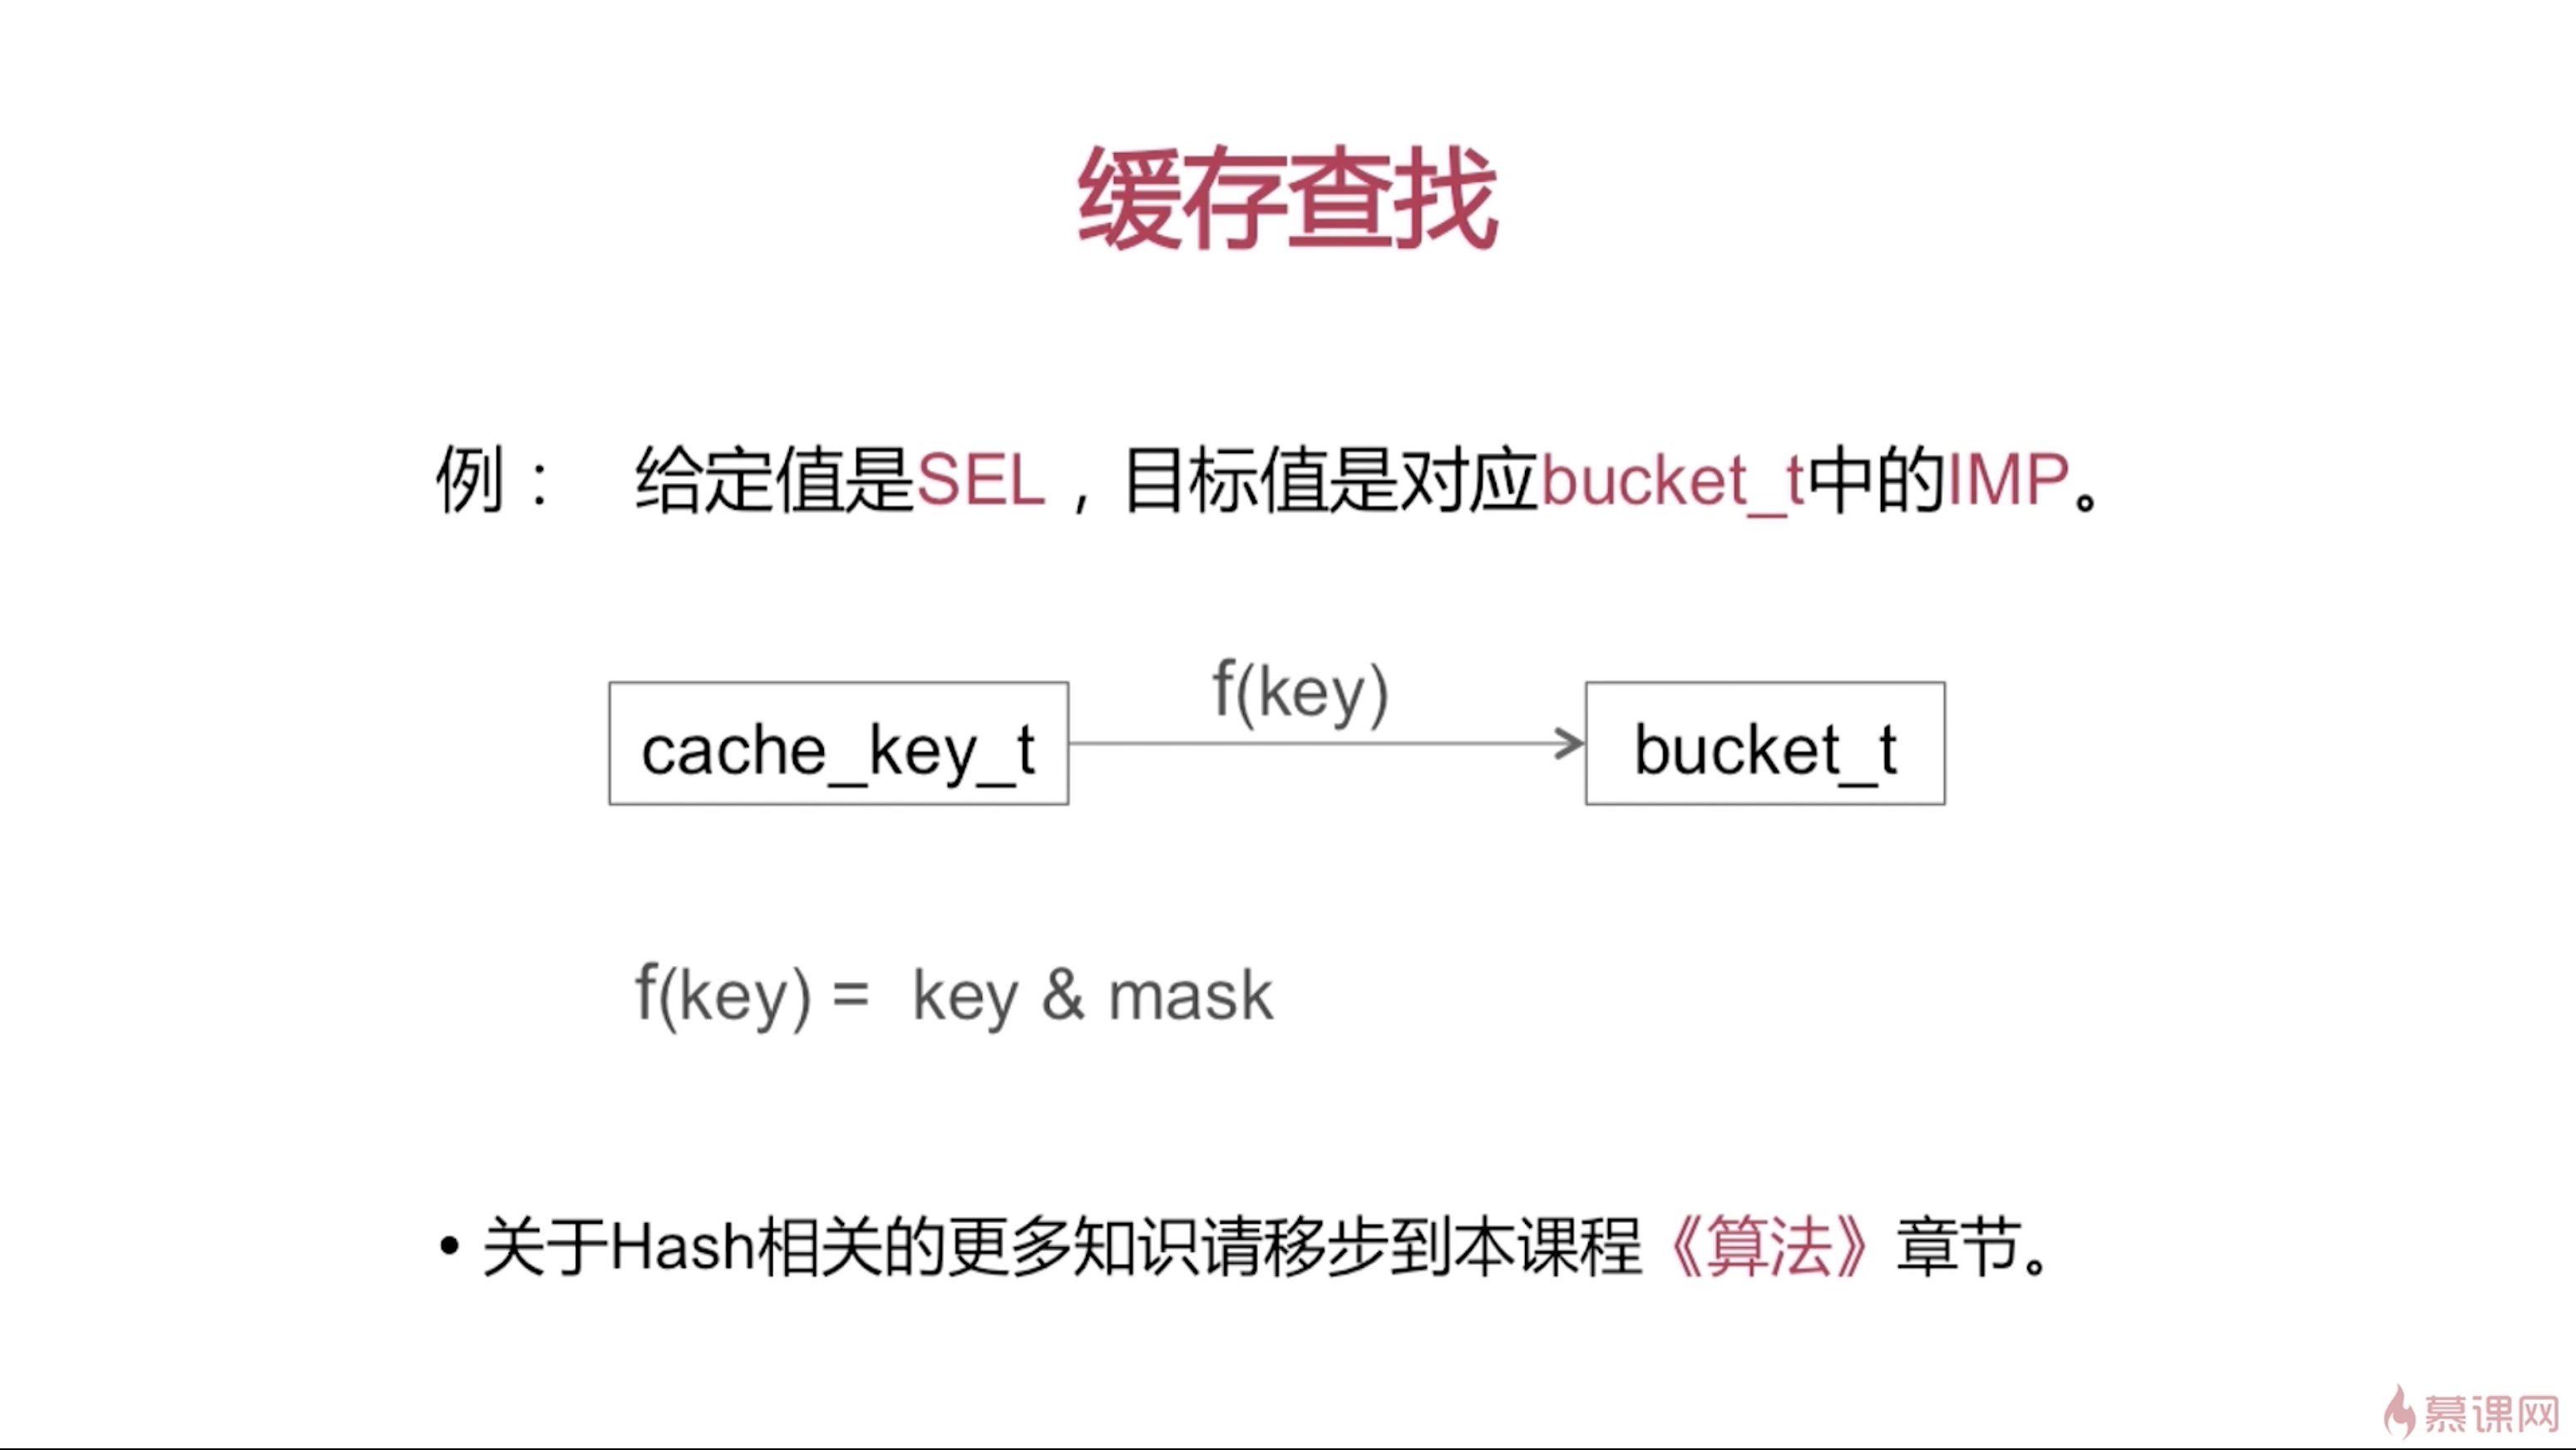 缓存查找
例： 给定值是SEL，目标值是对应bucket_t中的IMP。
f(key)
cache_key_t
bucket_t
f(key) = key & mask
• 关于Hash相关的更多知识请移步到本课程《算法》章节。
慕课网